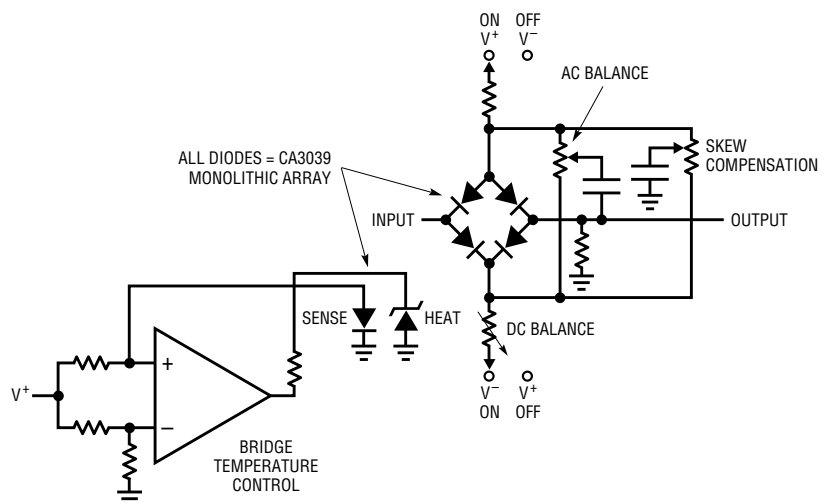 ON OFF
V+ V−
AC BALANCE
SKEW
COMPENSATION
ALL DIODES = CA3039
MONOLITHIC ARRAY
INPUT
OUTPUT
SENSE
HEAT
DC BALANCE
+
V+
−
V− V+
ON OFF
BRIDGE
TEMPERATURE
CONTROL